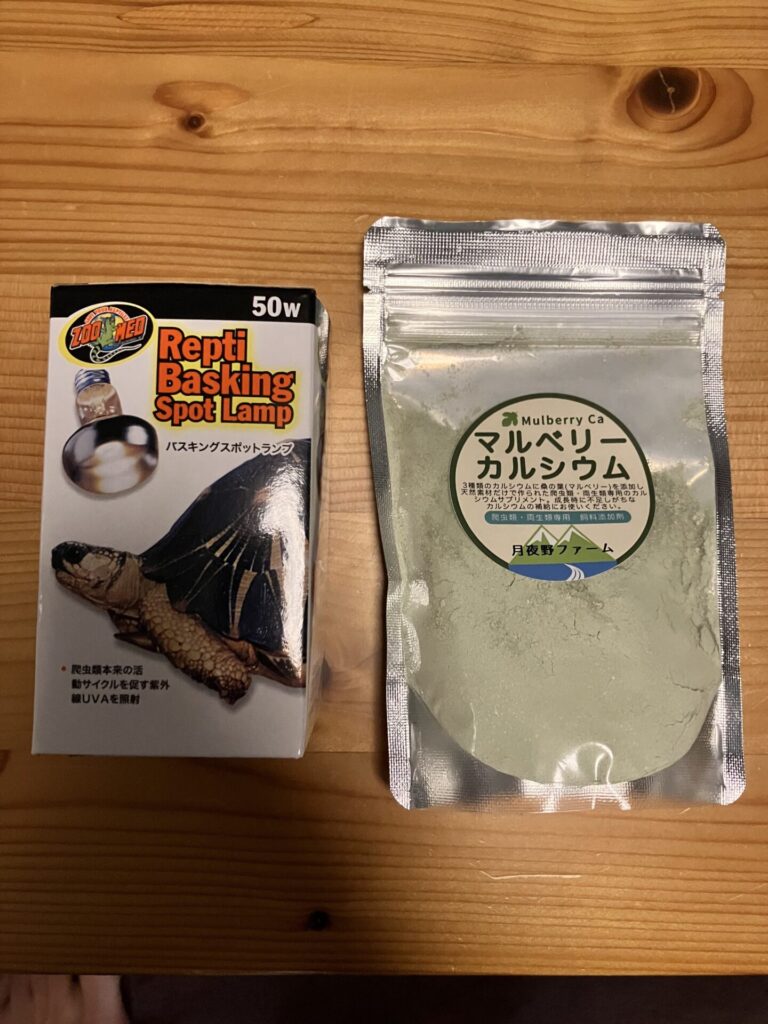 50W
ZOO MED
Repti
Basking
Spot Lamp
バスキングスポットランプ
爬虫類本来の活
動サイクルを促す紫外
線UVAを照射
Mulberry Ca
マルベリー
カルシウム
3種類のカルシウムに桑の葉(マルベリー)を添加し
天然素材だけで作られた爬虫類・両生類専用のカル
シウムサプリメント。成長時に不足しがちな
カルシウムの補給にお使いください。
爬虫類・両生類専用 飼料添加剤
月夜野ファーム